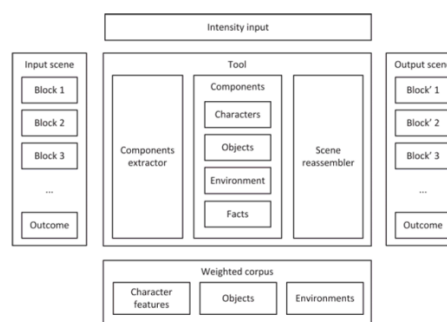 Intensity input
Input scene
Block 1
Block 2
Block 3
...
Outcome
Tool
Components
extractor
Components
Characters
Objects
Environment
Facts
Scene
reassembler
Output scene
Block' 1
Block' 2
Block' 3
...
Outcome
Weighted corpus
Character
features
Objects
Environments